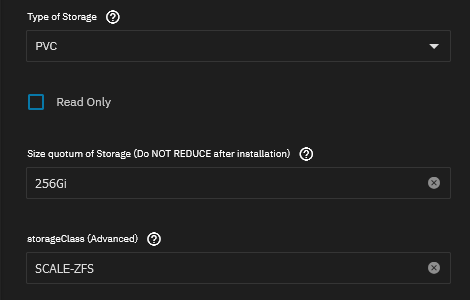 Type of Storage
PVC
Read Only
Size quotum of Storage (Do NOT REDUCE after installation)
256Gi
storageClass (Advanced)
SCALE-ZFS